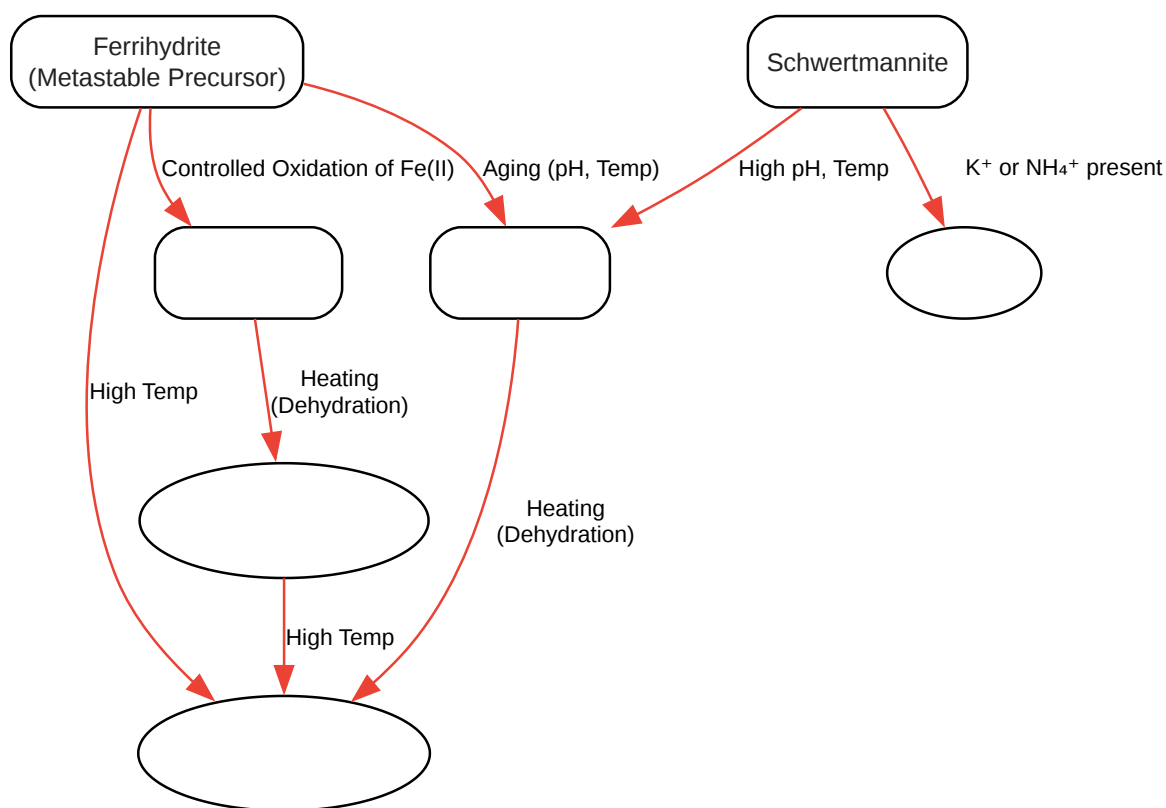 Ferrihydrite
(Metastable Precursor)
Schwertmannite
Controlled Oxidation of Fe(II)
Aging (pH, Temp)
High pH, Temp
K⁺ or NH₄⁺ present
High Temp
Heating
(Dehydration)
Heating
(Dehydration)
High Temp